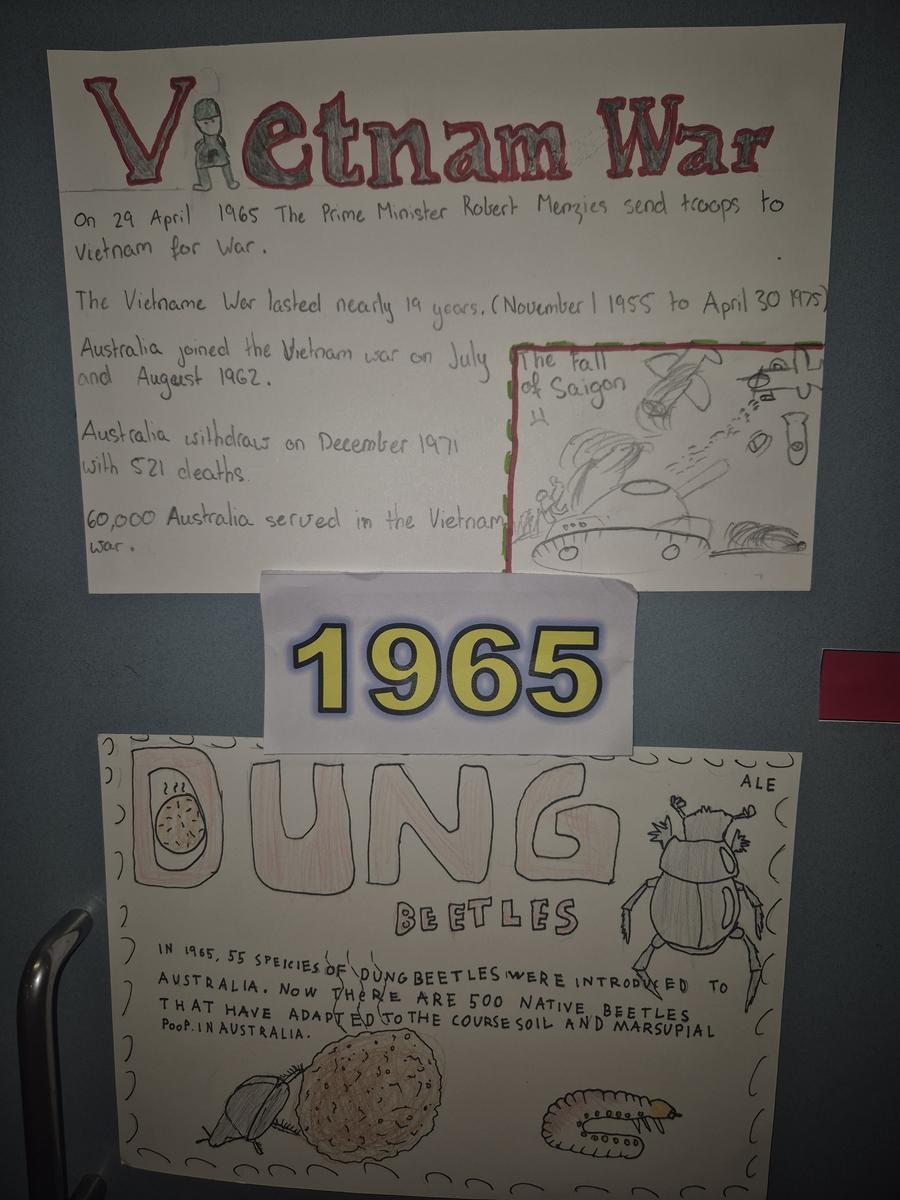 Vietnam War
On 29 April 1965 The Prime Minister Robert Menzies send troops to
Vietnam for War.
The Vietname War lasted nearly 19 years. (November 1 1955 to April 30 1975)
Australia joined the Vietnam war on July
and August 1962.
Australia withdraws on December 1971
with 521 deaths.
60,000 Australia served in the Vietnam
war.
The Fall
of Saigon
1965
DUNG
ALE
BEETLES
IN 1965, 55 SPEICIES OF DUNG BEETLES WERE INTRODUCED TO
AUSTRALIA. NOW THERE ARE 500 NATIVE BEETLES
THAT HAVE ADAPTED TO THE COURSE SOIL AND MARSUPIAL
POOP. IN AUSTRALIA.